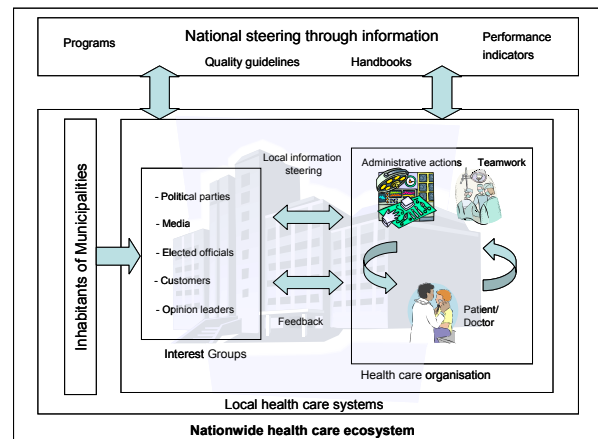 National steering through information
Programs
Quality guidelines
Handbooks
Performance
indicators
Inhabitants of Municipalities
- Political parties
- Media
- Elected officials
- Customers
- Opinion leaders
Interest Groups
Local information
steering
Feedback
Administrative actions
Teamwork
Patient/
Doctor
Health care organisation
Local health care systems
Nationwide health care ecosystem